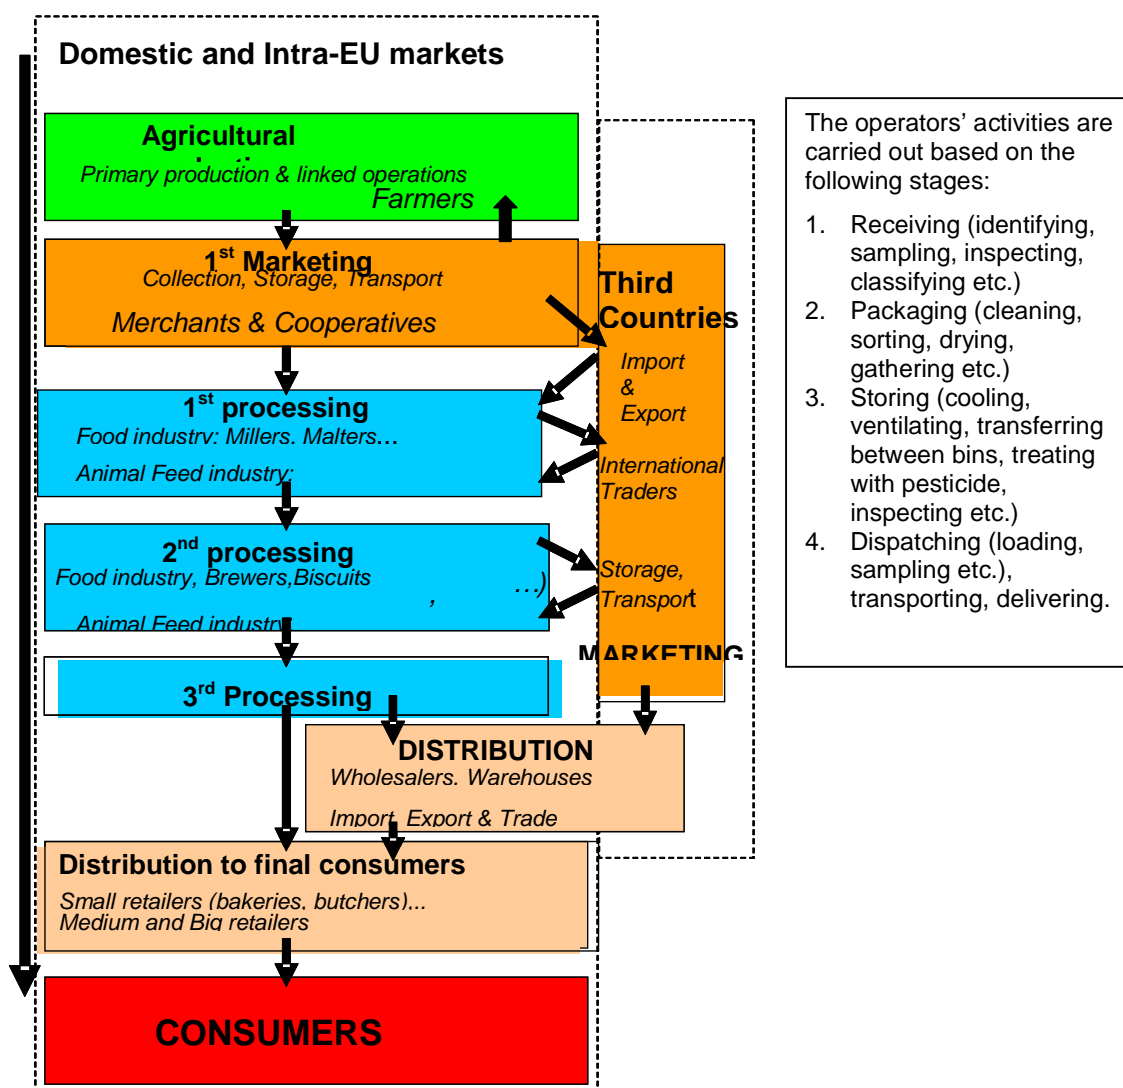 Domestic and Intra-EU markets
Agricultural
Primary production & linked operations
Farmers
1st Marketing
Collection, Storage, Transport
Merchants & Cooperatives
Third
Countries
Import
&
Export
International
Traders
Storage,
Transport
MARKETING
1st processing
Food industry: Millers. Malters…
Animal Feed industry:
2nd processing
Food industry, Brewers,Biscuits
, …)
Animal Feed industry:
3rd Processing
DISTRIBUTION
Wholesalers. Warehouses
Import, Export & Trade
Distribution to final consumers
Small retailers (bakeries, butchers)...
Medium and Big retailers
CONSUMERS
The operators’ activities are
carried out based on the
following stages:
1. Receiving (identifying,
sampling, inspecting,
classifying etc.)
2. Packaging (cleaning,
sorting, drying,
gathering etc.)
3. Storing (cooling,
ventilating, transferring
between bins, treating
with pesticide,
inspecting etc.)
4. Dispatching (loading,
sampling etc.),
transporting, delivering.